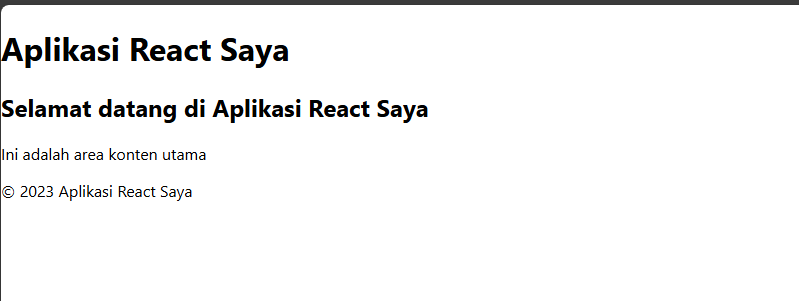 Aplikasi React Saya
Selamat datang di Aplikasi React Saya
Ini adalah area konten utama
© 2023 Aplikasi React Saya